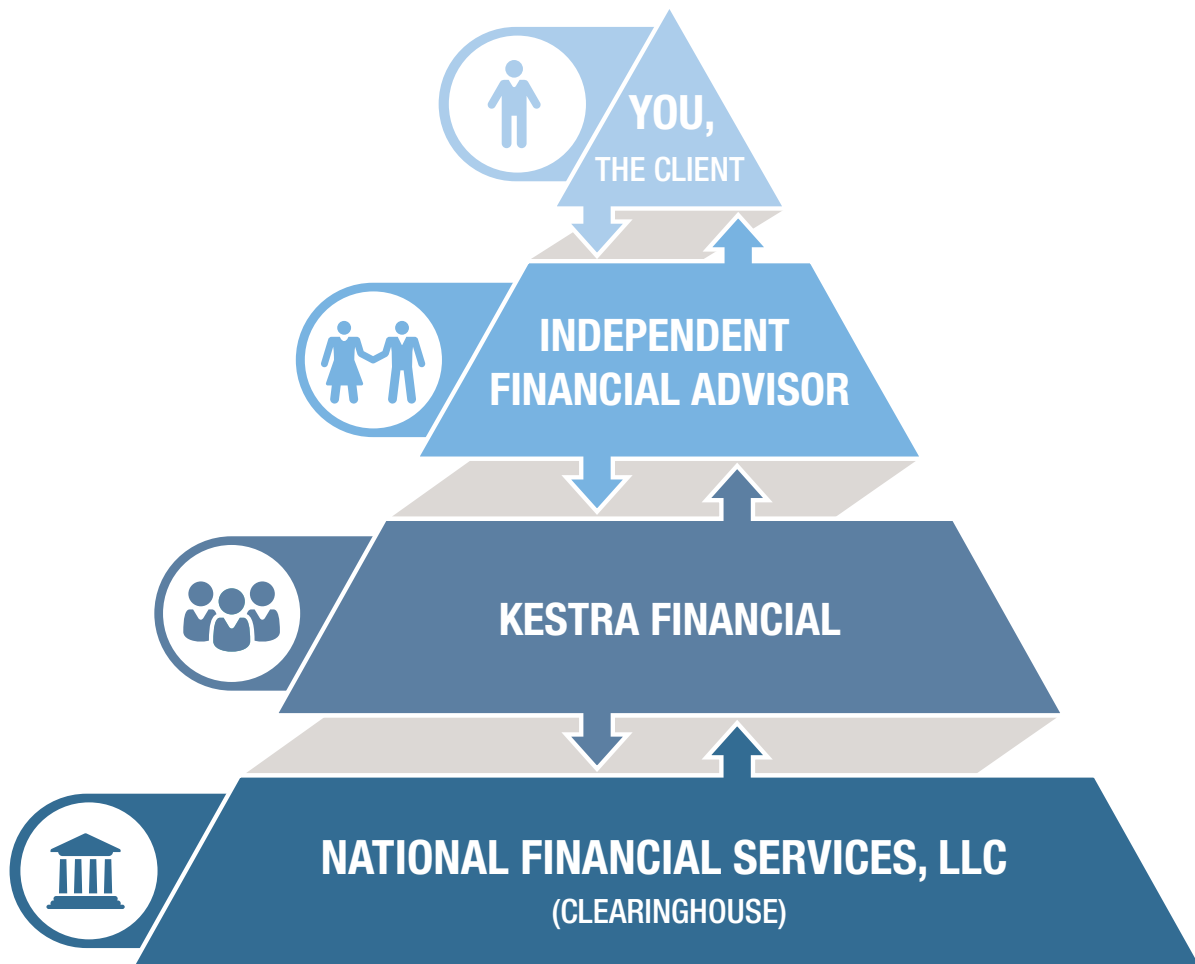 YOU,
THE CLIENT
INDEPENDENT
FINANCIAL ADVISOR
KESTRA FINANCIAL
NATIONAL FINANCIAL SERVICES, LLC
(CLEARINGHOUSE)